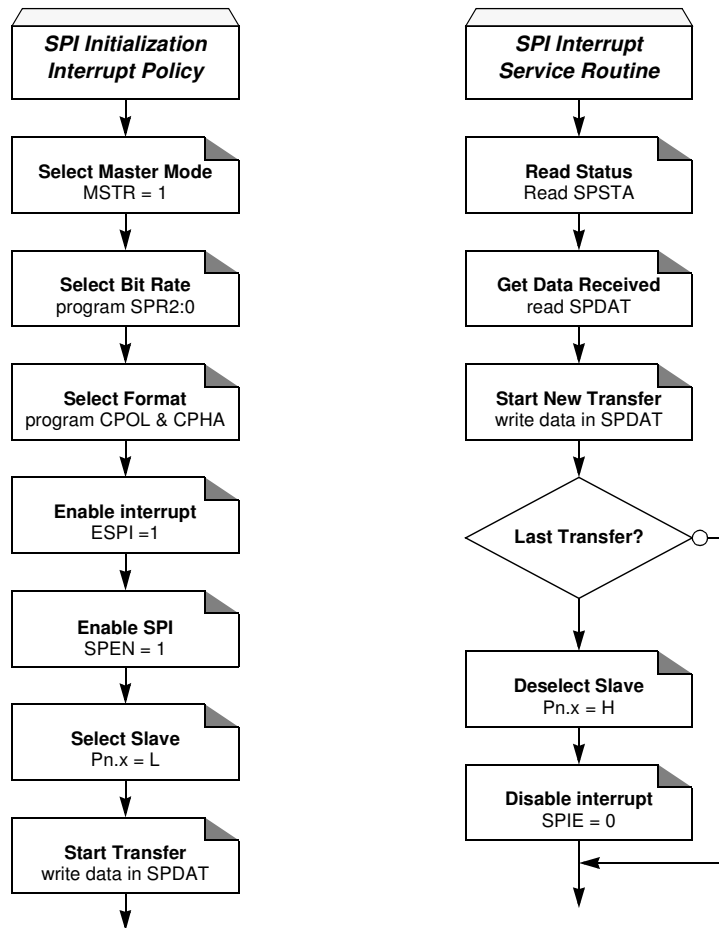 SPI Initialization
Interrupt Policy
Select Master Mode
MSTR = 1
Select Bit Rate
program SPR2:0
Select Format
program CPOL & CPHA
Enable interrupt
ESPI =1
Enable SPI
SPEN = 1
Select Slave
Pn.x = L
Start Transfer
write data in SPDAT
SPI Interrupt
Service Routine
Read Status
Read SPSTA
Get Data Received
read SPDAT
Start New Transfer
write data in SPDAT
Last Transfer?
Deselect Slave
Pn.x = H
Disable interrupt
SPIE = 0